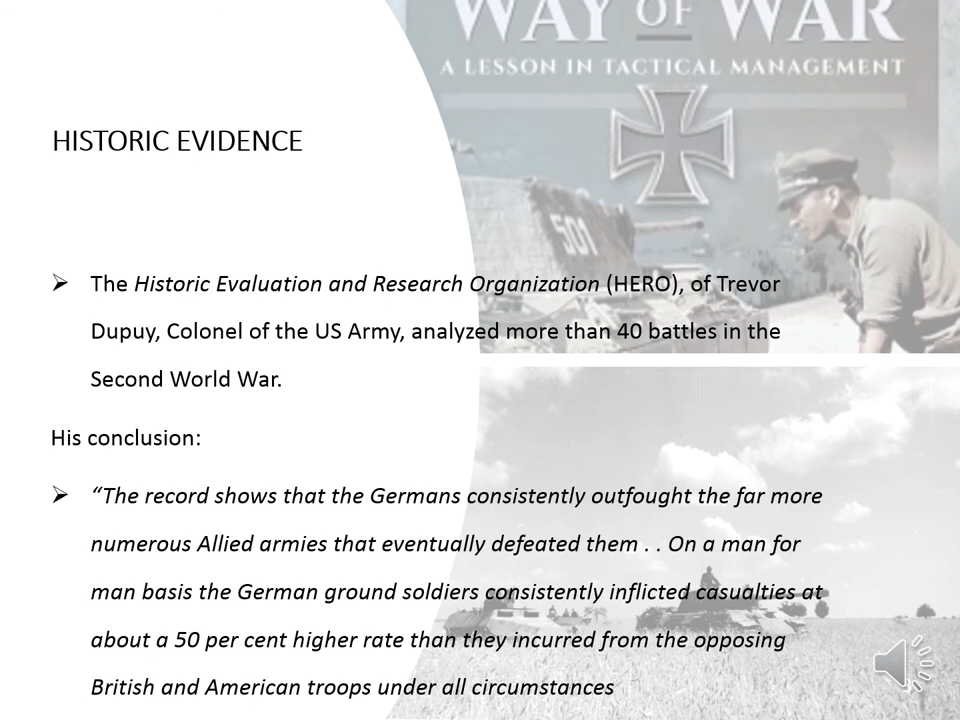 WAY OF WAR
A LESSON IN TACTICAL MANAGEMENT
HISTORIC EVIDENCE
501
➢ The Historic Evaluation and Research Organization (HERO), of Trevor
Dupuy, Colonel of the US Army, analyzed more than 40 battles in the
Second World War.
His conclusion:
➢ “The record shows that the Germans consistently outfought the far more
numerous Allied armies that eventually defeated them . . On a man for
man basis the German ground soldiers consistently inflicted casualties at
about a 50 per cent higher rate than they incurred from the opposing
British and American troops under all circumstances